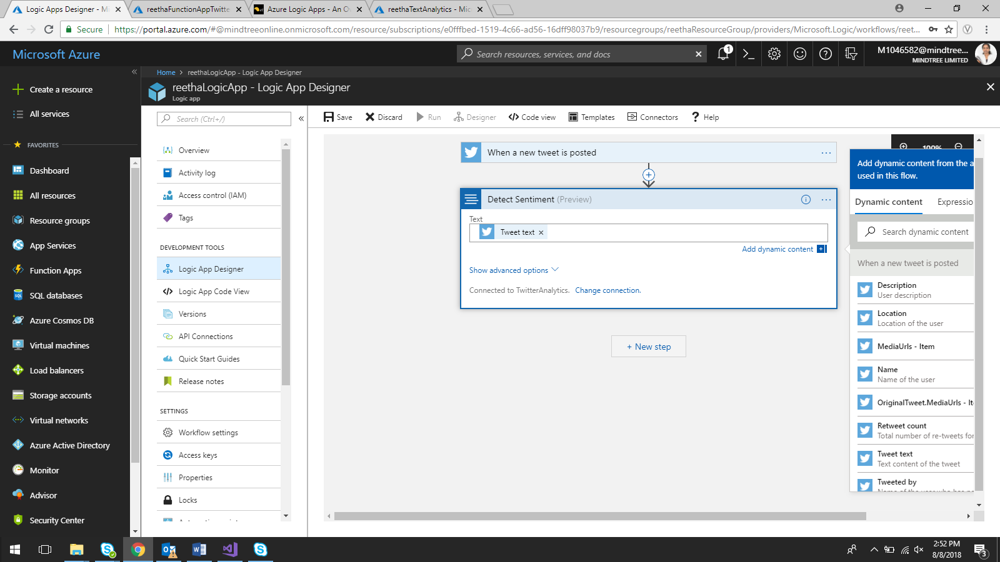 Logic Apps Designer - Mi
reethaFunctionAppTwitte
Azure Logic Apps - An Ov
reethaTextAnalytics - Mic
Secure
https://portal.azure.com/#@mindtreeonline.onmicrosoft.com/resource/subscriptions/e0fffbed-1519-4c66-ad56-16dff98037b9/resourcegroups/reethaResourceGroup/providers/Microsoft.Logic/workflows/reet...
Microsoft Azure
Search resources, services, and docs
1
M1046582@mindtree...
MINDTREE LIMITED
Home > reethaLogicApp - Logic App Designer
reethaLogicApp - Logic App Designer
Logic app
Create a resource
All services
FAVORITES
Dashboard
All resources
Resource groups
App Services
Function Apps
SQL databases
Azure Cosmos DB
Virtual machines
Load balancers
Storage accounts
Virtual networks
Azure Active Directory
Monitor
Advisor
Security Center
Search (Ctrl+/)
Overview
Activity log
Access control (IAM)
Tags
DEVELOPMENT TOOLS
Logic App Designer
Logic App Code View
Versions
API Connections
Quick Start Guides
Release notes
SETTINGS
Workflow settings
Access keys
Properties
Locks
Save
Discard
Run
Designer
Code view
Templates
Connectors
Help
When a new tweet is posted
Detect Sentiment (Preview)
Text
Tweet text ×
Add dynamic content
Show advanced options
Connected to TwitterAnalytics. Change connection.
+ New step
100%
Add dynamic content from the a
used in this flow.
Dynamic content
Expressio
Search dynamic content
When a new tweet is posted
Description
User description
Location
Location of the user
MediaUrls - Item
Name
Name of the user
OriginalTweet.MediaUrls - It
Retweet count
Total number of re-tweets for
Tweet text
Text content of the tweet
Tweeted by
2:52 PM
8/8/2018
3